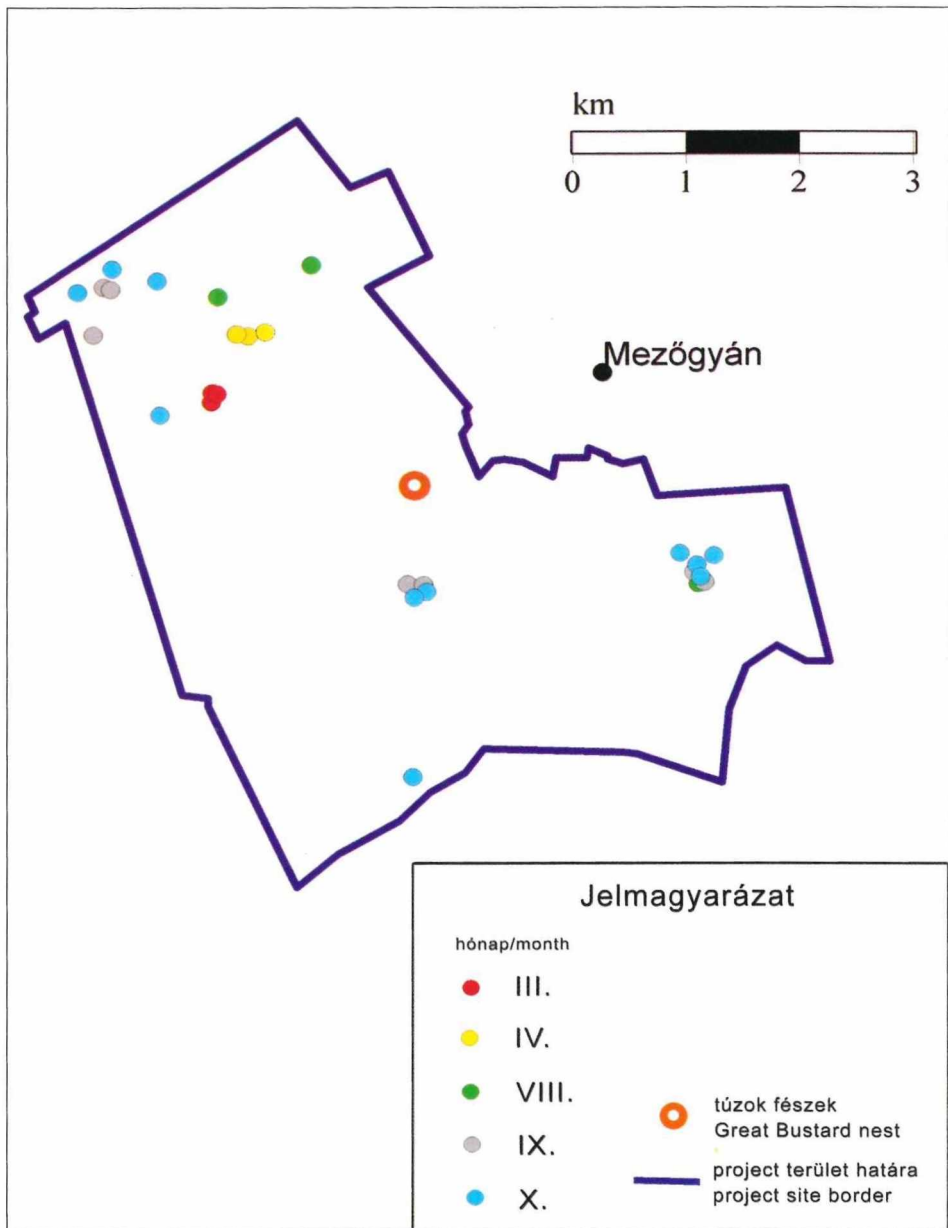 km
0 1 2 3
Mezőgyán
Jelmagyarázat
hónap/month
III.
IV.
VIII.
IX.
X.
túzok fészek
Great Bustard nest
project terület határa
project site border